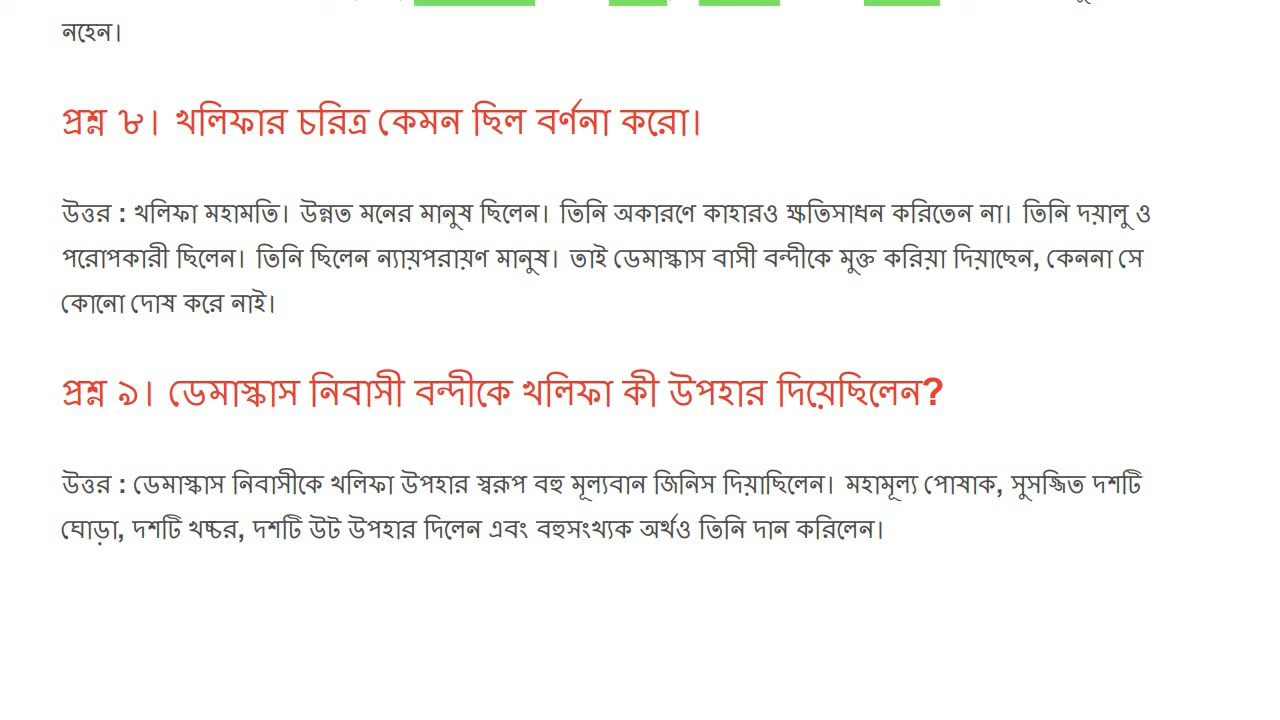 নহেন।
প্রশ্ন ৮। খলিফার চরিত্র কেমন ছিল বর্ণনা করো।
উত্তর : খলিফা মহামতি। উন্নত মনের মানুষ ছিলেন। তিনি অকারণে কাহারও ক্ষতিসাধন করিতেন না। তিনি দয়ালু ও
পরোপকারী ছিলেন। তিনি ছিলেন ন্যায়পরায়ণ মানুষ। তাই ডেমাস্কাস বাসী বন্দীকে মুক্ত করিয়া দিয়াছেন, কেননা সে
কোনো দোষ করে নাই।
প্রশ্ন ৯। ডেমাস্কাস নিবাসী বন্দীকে খলিফা কী উপহার দিয়েছিলেন?
উত্তর : ডেমাস্কাস নিবাসীকে খলিফা উপহার স্বরূপ বহু মূল্যবান জিনিস দিয়াছিলেন। মহামূল্য পোষাক, সুসজ্জিত দশটি
ঘোড়া, দশটি খচ্চর, দশটি উট উপহার দিলেন এবং বহুসংখ্যক অর্থও তিনি দান করিলেন।